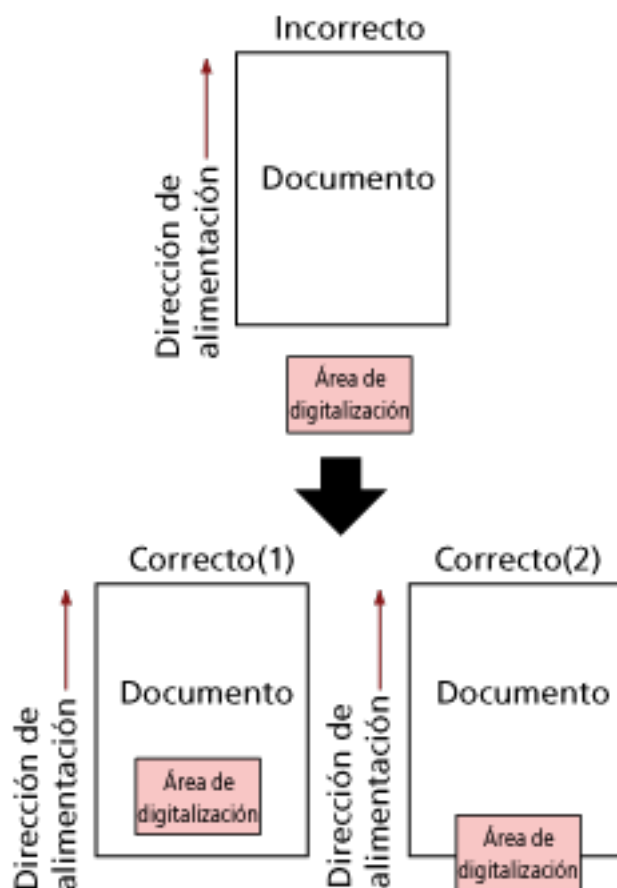 Incorrecto
Documento
Dirección de
alimentación
Área de
digitalización
Correcto(1)
Correcto(2)
Documento
Documento
Dirección de
alimentación
Área de
digitalización
Dirección de
alimentación
Área de
digitalización